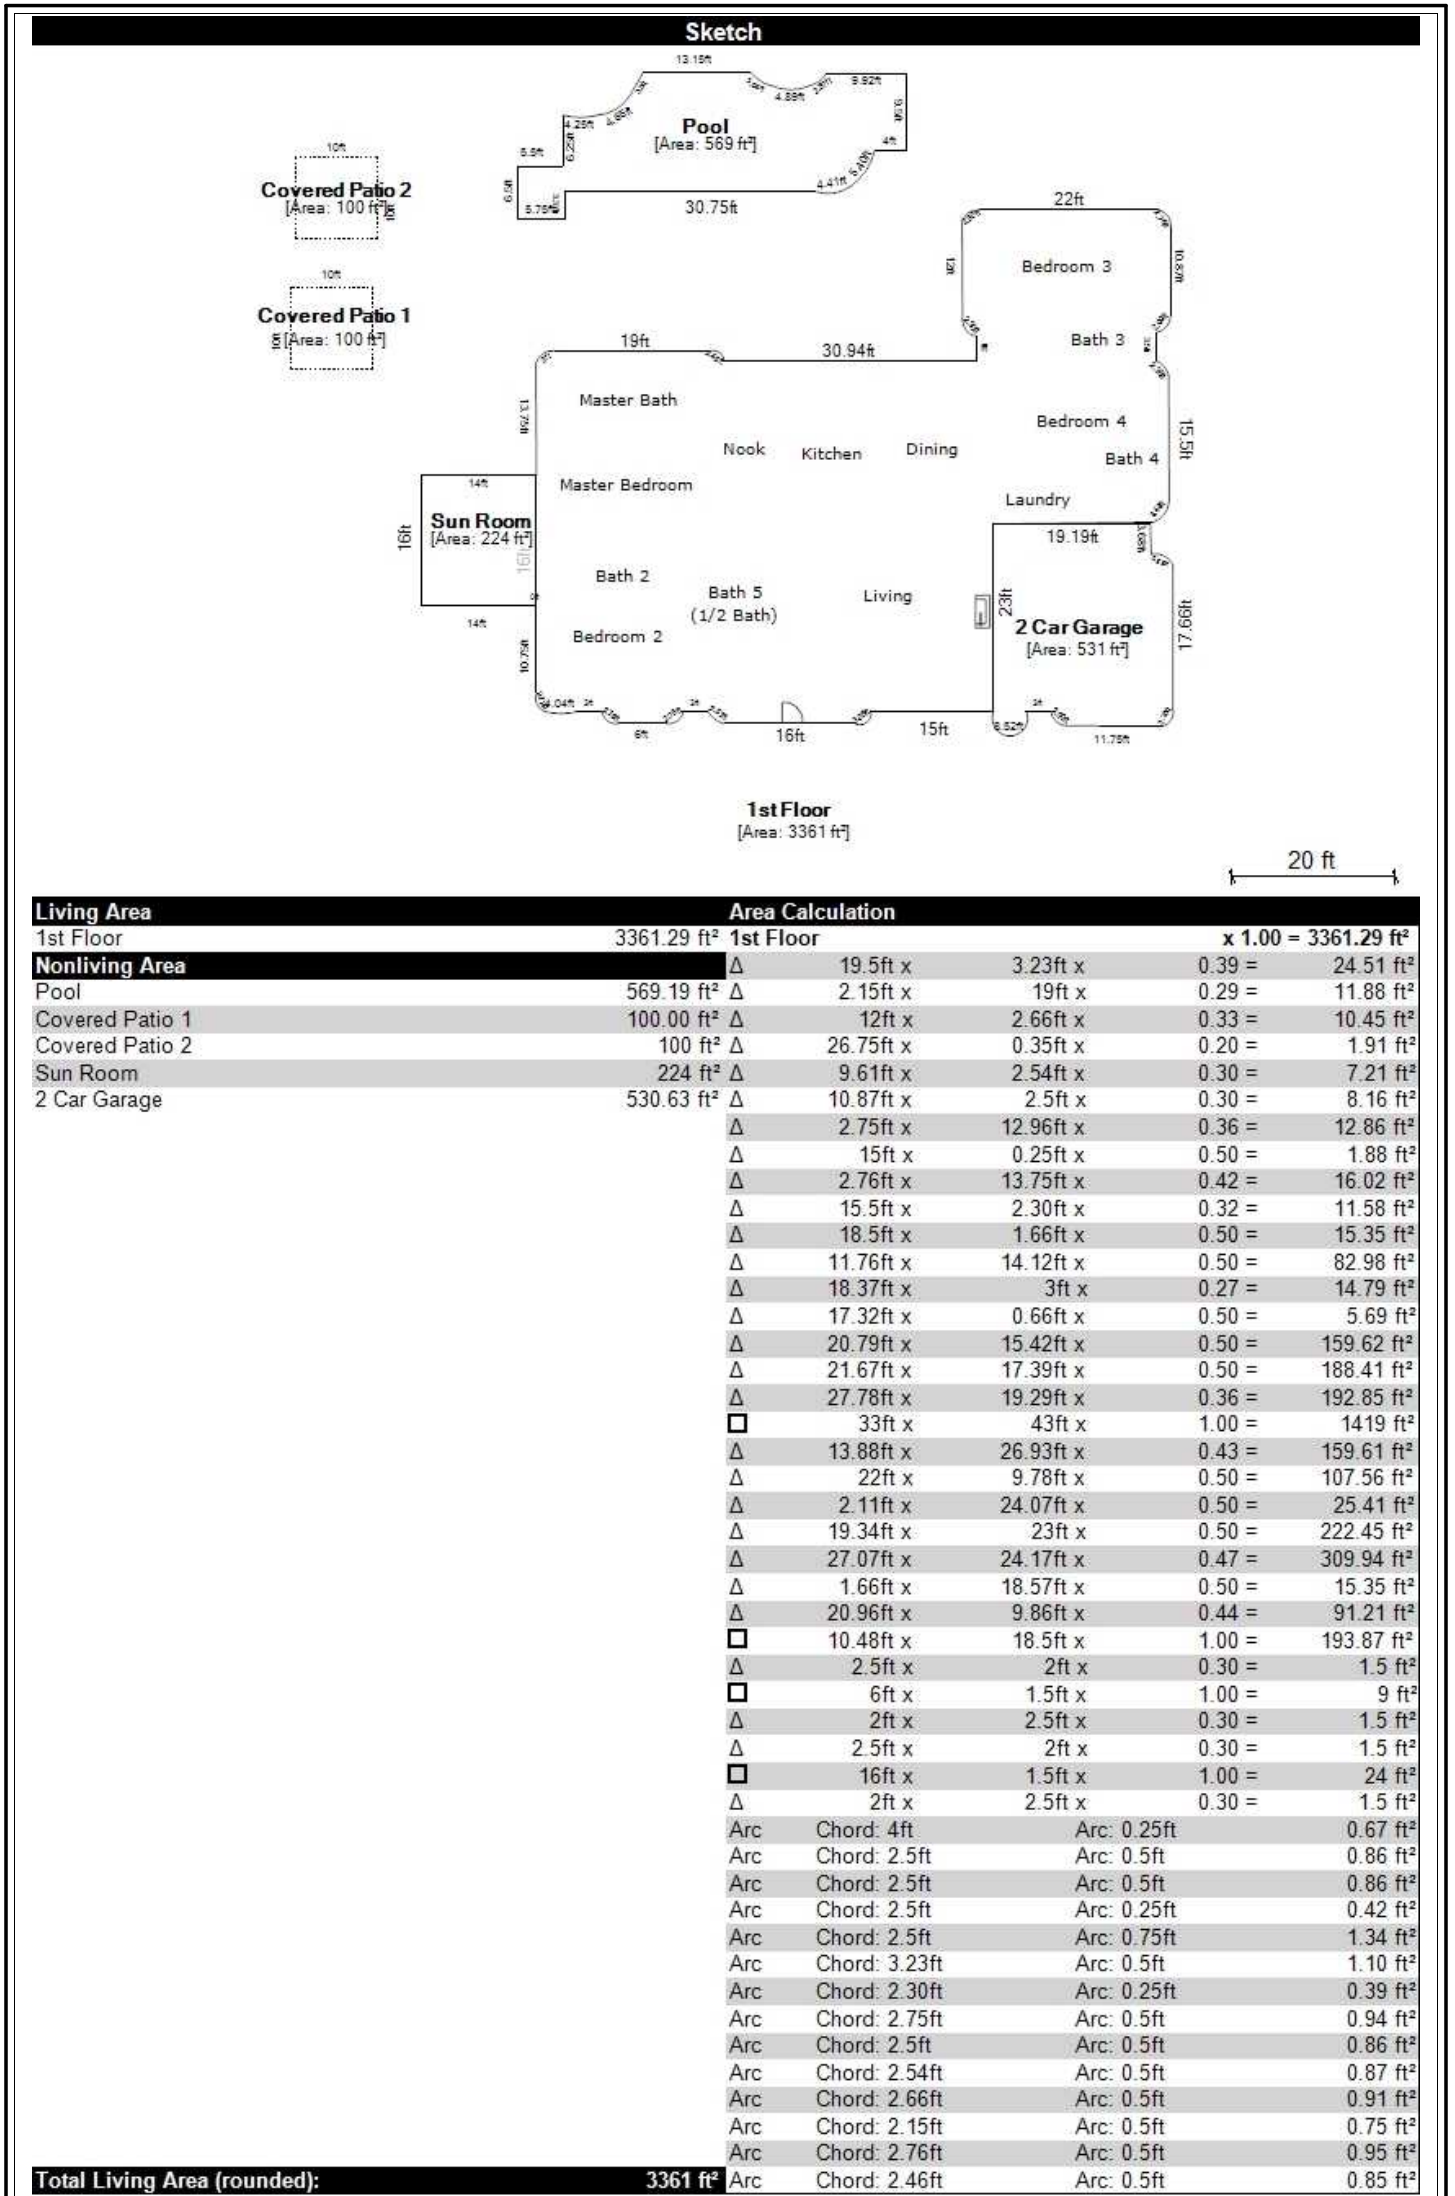 Sketch
13.15ft
9.92ft
4.89ft
9.5ft
4.25ft
4.65ft
Pool
[Area: 569 ft²]
6.25ft
4ft
5.5ft
5.40ft
4.41ft
5.75ft
30.75ft
10ft
Covered Patio 2
[Area: 100 ft²]
10ft
10ft
Covered Patio 1
[Area: 100 ft²]
10ft
22ft
12ft
Bedroom 3
10.87ft
Bath 3
19ft
30.94ft
13.75ft
Master Bath
Bedroom 4
15.5ft
Nook
Kitchen
Dining
Bath 4
14ft
Master Bedroom
Laundry
16ft
Sun Room
[Area: 224 ft²]
16ft
19.19ft
3.68ft
Bath 2
Bath 5
(1/2 Bath)
Living
23ft
14ft
Bedroom 2
2 Car Garage
[Area: 531 ft²]
17.66ft
10.75ft
4.04ft
2ft
2ft
2ft
6ft
16ft
15ft
6.52ft
11.75ft
1st Floor
[Area: 3361 ft²]
20 ft
Living Area
Area Calculation
1st Floor 3361.29 ft²
1st Floor x 1.00 = 3361.29 ft²
Nonliving Area
Δ 19.5ft x 3.23ft x 0.39 = 24.51 ft²
Pool 569.19 ft²
Δ 2.15ft x 19ft x 0.29 = 11.88 ft²
Covered Patio 1 100.00 ft²
Δ 12ft x 2.66ft x 0.33 = 10.45 ft²
Covered Patio 2 100 ft²
Δ 26.75ft x 0.35ft x 0.20 = 1.91 ft²
Sun Room 224 ft²
Δ 9.61ft x 2.54ft x 0.30 = 7.21 ft²
2 Car Garage 530.63 ft²
Δ 10.87ft x 2.5ft x 0.30 = 8.16 ft²
Δ 2.75ft x 12.96ft x 0.36 = 12.86 ft²
Δ 15ft x 0.25ft x 0.50 = 1.88 ft²
Δ 2.76ft x 13.75ft x 0.42 = 16.02 ft²
Δ 15.5ft x 2.30ft x 0.32 = 11.58 ft²
Δ 18.5ft x 1.66ft x 0.50 = 15.35 ft²
Δ 11.76ft x 14.12ft x 0.50 = 82.98 ft²
Δ 18.37ft x 3ft x 0.27 = 14.79 ft²
Δ 17.32ft x 0.66ft x 0.50 = 5.69 ft²
Δ 20.79ft x 15.42ft x 0.50 = 159.62 ft²
Δ 21.67ft x 17.39ft x 0.50 = 188.41 ft²
Δ 27.78ft x 19.29ft x 0.36 = 192.85 ft²
33ft x 43ft x 1.00 = 1419 ft²
Δ 13.88ft x 26.93ft x 0.43 = 159.61 ft²
Δ 22ft x 9.78ft x 0.50 = 107.56 ft²
Δ 2.11ft x 24.07ft x 0.50 = 25.41 ft²
Δ 19.34ft x 23ft x 0.50 = 222.45 ft²
Δ 27.07ft x 24.17ft x 0.47 = 309.94 ft²
Δ 1.66ft x 18.57ft x 0.50 = 15.35 ft²
Δ 20.96ft x 9.86ft x 0.44 = 91.21 ft²
10.48ft x 18.5ft x 1.00 = 193.87 ft²
Δ 2.5ft x 2ft x 0.30 = 1.5 ft²
6ft x 1.5ft x 1.00 = 9 ft²
Δ 2ft x 2.5ft x 0.30 = 1.5 ft²
Δ 2.5ft x 2ft x 0.30 = 1.5 ft²
16ft x 1.5ft x 1.00 = 24 ft²
Δ 2ft x 2.5ft x 0.30 = 1.5 ft²
Arc Chord: 4ft Arc: 0.25ft 0.67 ft²
Arc Chord: 2.5ft Arc: 0.5ft 0.86 ft²
Arc Chord: 2.5ft Arc: 0.5ft 0.86 ft²
Arc Chord: 2.5ft Arc: 0.25ft 0.42 ft²
Arc Chord: 2.5ft Arc: 0.75ft 1.34 ft²
Arc Chord: 3.23ft Arc: 0.5ft 1.10 ft²
Arc Chord: 2.30ft Arc: 0.25ft 0.39 ft²
Arc Chord: 2.75ft Arc: 0.5ft 0.94 ft²
Arc Chord: 2.5ft Arc: 0.5ft 0.86 ft²
Arc Chord: 2.54ft Arc: 0.5ft 0.87 ft²
Arc Chord: 2.66ft Arc: 0.5ft 0.91 ft²
Arc Chord: 2.15ft Arc: 0.5ft 0.75 ft²
Arc Chord: 2.76ft Arc: 0.5ft 0.95 ft²
Total Living Area (rounded): 3361 ft²
Arc Chord: 2.46ft Arc: 0.5ft 0.85 ft²